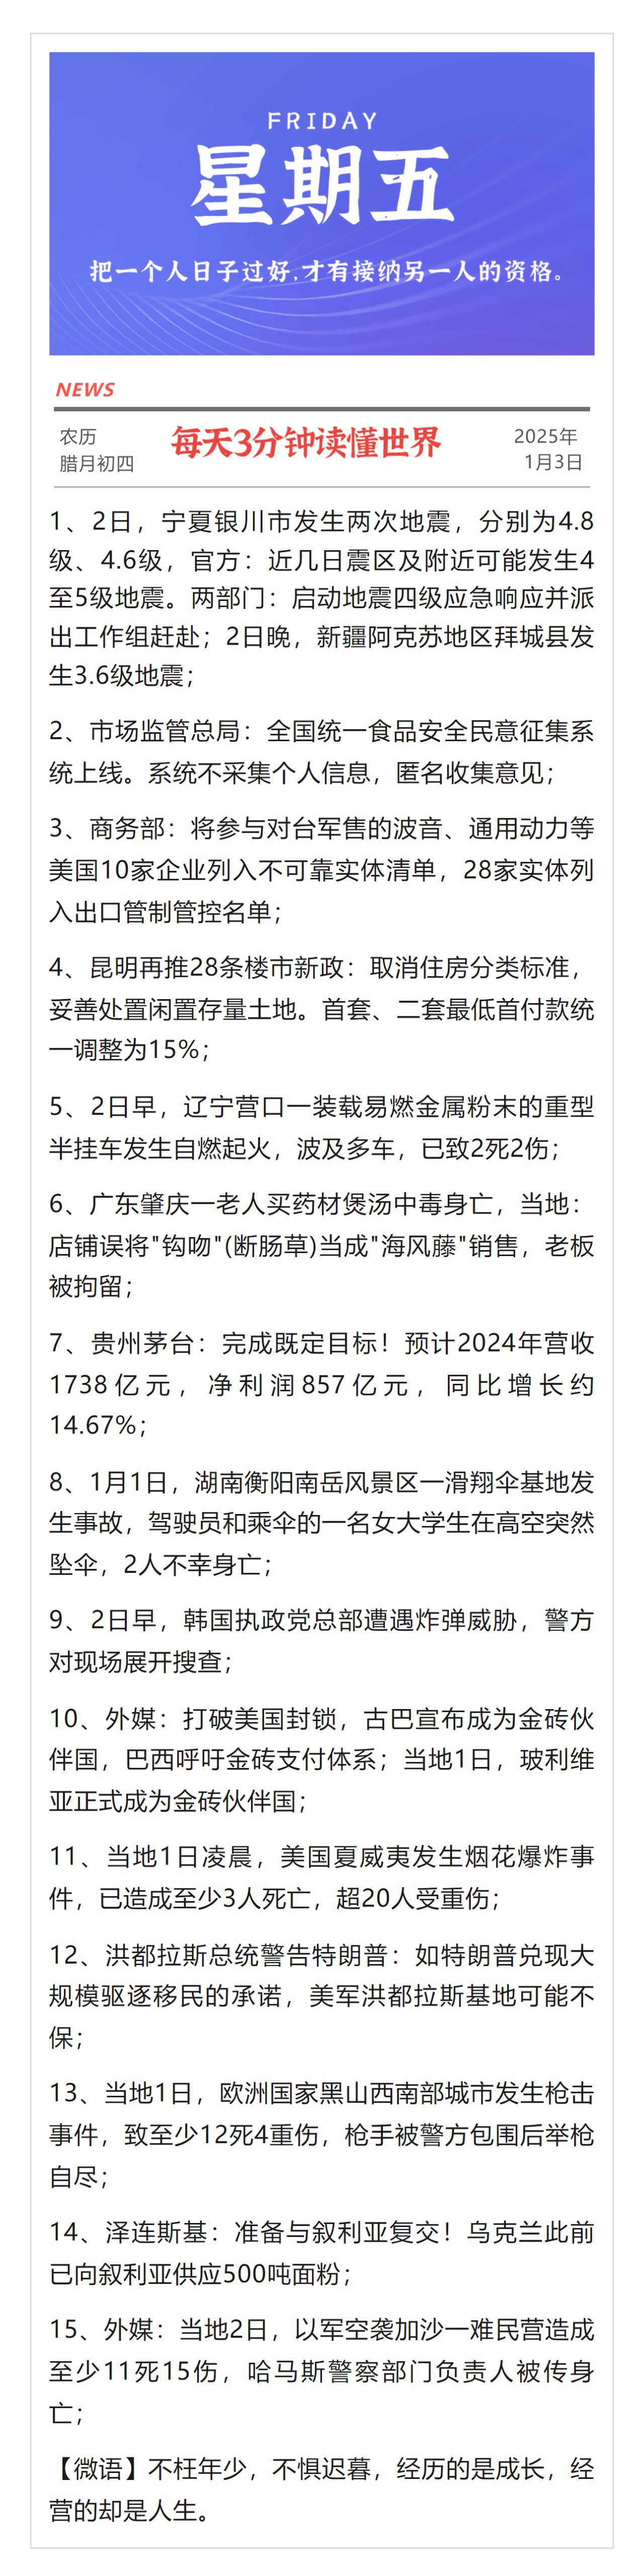 FRIDAY
星期五
把一个人日子过好,才有接纳另一人的资格。
NEWS
农历
腊月初四
每天3分钟读懂世界
2025年
1月3日
1、2日，宁夏银川市发生两次地震，分别为4.8
级、4.6级，官方：近几日震区及附近可能发生4
至5级地震。两部门：启动地震四级应急响应并派
出工作组赶赴；2日晚，新疆阿克苏地区拜城县发
生3.6级地震；
2、市场监管总局：全国统一食品安全民意征集系
统上线。系统不采集个人信息，匿名收集意见；
3、商务部：将参与对台军售的波音、通用动力等
美国10家企业列入不可靠实体清单，28家实体列
入出口管制管控名单；
4、昆明再推28条楼市新政：取消住房分类标准，
妥善处置闲置存量土地。首套、二套最低首付款统
一调整为15%；
5、2日早，辽宁营口一装载易燃金属粉末的重型
半挂车发生自燃起火，波及多车，已致2死2伤；
6、广东肇庆一老人买药材煲汤中毒身亡，当地：
店铺误将"钩吻"(断肠草)当成"海风藤"销售，老板
被拘留；
7、贵州茅台：完成既定目标！预计2024年营收
1738亿元，净利润857亿元，同比增长约
14.67%；
8、1月1日，湖南衡阳南岳风景区一滑翔伞基地发
生事故，驾驶员和乘伞的一名女大学生在高空突然
坠伞，2人不幸身亡；
9、2日早，韩国执政党总部遭遇炸弹威胁，警方
对现场展开搜查；
10、外媒：打破美国封锁，古巴宣布成为金砖伙
伴国，巴西呼吁金砖支付体系；当地1日，玻利维
亚正式成为金砖伙伴国；
11、当地1日凌晨，美国夏威夷发生烟花爆炸事
件，已造成至少3人死亡，超20人受重伤；
12、洪都拉斯总统警告特朗普：如特朗普兑现大
规模驱逐移民的承诺，美军洪都拉斯基地可能不
保；
13、当地1日，欧洲国家黑山西南部城市发生枪击
事件，致至少12死4重伤，枪手被警方包围后举枪
自尽；
14、泽连斯基：准备与叙利亚复交！乌克兰此前
已向叙利亚供应500吨面粉；
15、外媒：当地2日，以军空袭加沙一难民营造成
至少11死15伤，哈马斯警察部门负责人被传身
亡；
【微语】不枉年少，不惧迟暮，经历的是成长，经
营的却是人生。